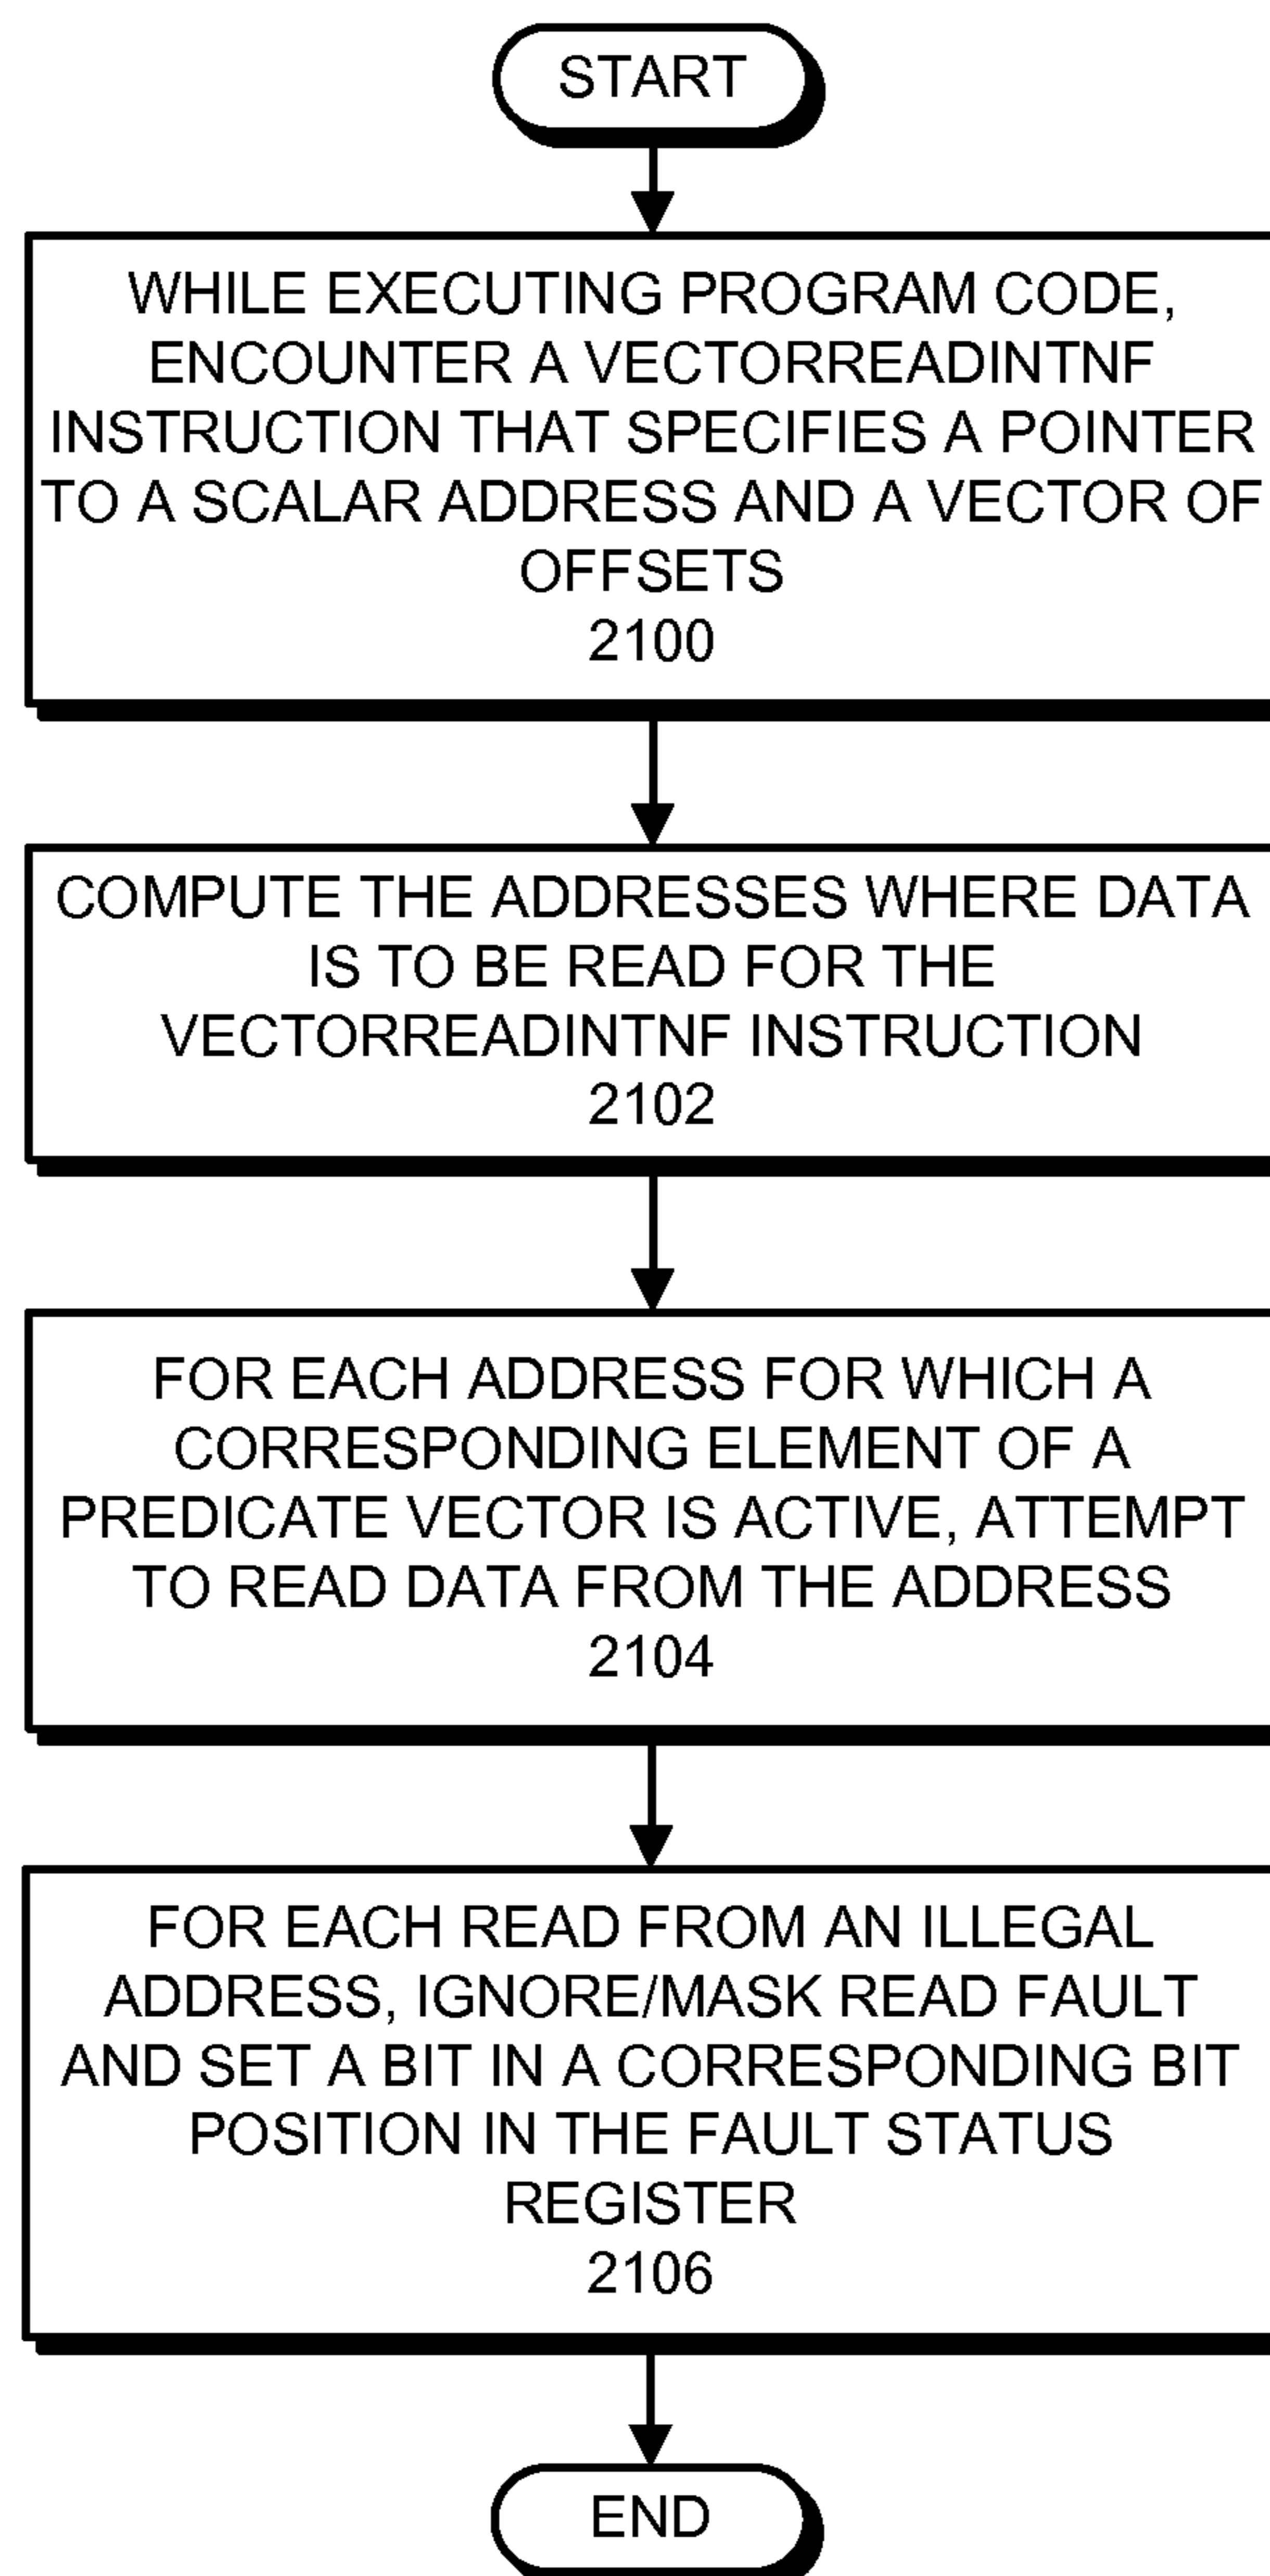 START
WHILE EXECUTING PROGRAM CODE,
ENCOUNTER A VECTORREADINTNF
INSTRUCTION THAT SPECIFIES A POINTER
TO A SCALAR ADDRESS AND A VECTOR OF
OFFSETS
2100
COMPUTE THE ADDRESSES WHERE DATA
IS TO BE READ FOR THE
VECTORREADINTNF INSTRUCTION
2102
FOR EACH ADDRESS FOR WHICH A
CORRESPONDING ELEMENT OF A
PREDICATE VECTOR IS ACTIVE, ATTEMPT
TO READ DATA FROM THE ADDRESS
2104
FOR EACH READ FROM AN ILLEGAL
ADDRESS, IGNORE/MASK READ FAULT
AND SET A BIT IN A CORRESPONDING BIT
POSITION IN THE FAULT STATUS
REGISTER
2106
END